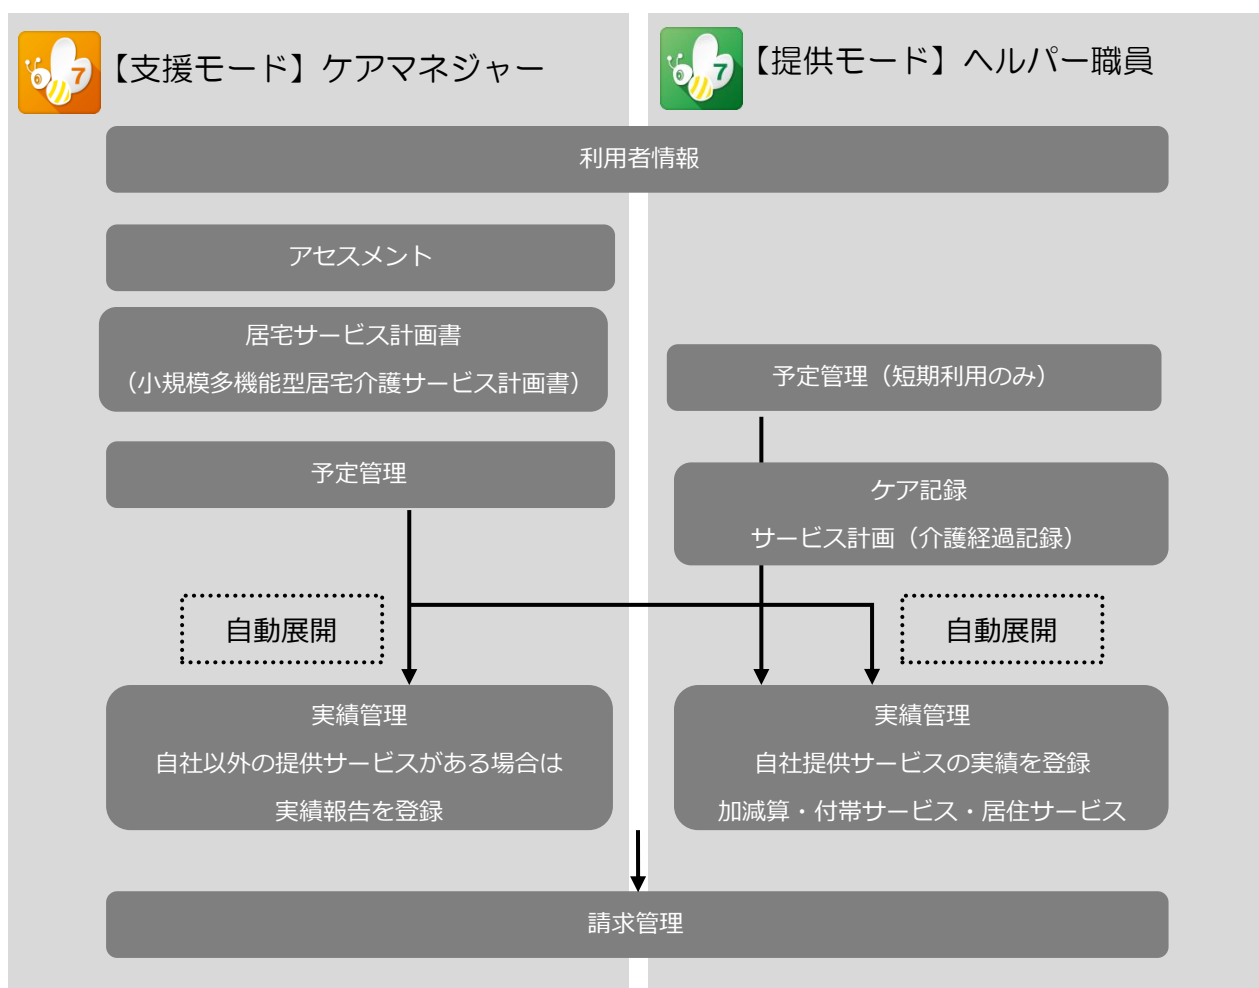 7
【支援モード】ケアマネジャー
7
【提供モード】ヘルパー職員
利用者情報
アセスメント
居宅サービス計画書
（小規模多機能型居宅介護サービス計画書）
予定管理
予定管理（短期利用のみ）
ケア記録
サービス計画（介護経過記録）
自動展開
自動展開
実績管理
自社以外の提供サービスがある場合は
実績報告を登録
実績管理
自社提供サービスの実績を登録
加減算・付帯サービス・居住サービス
請求管理